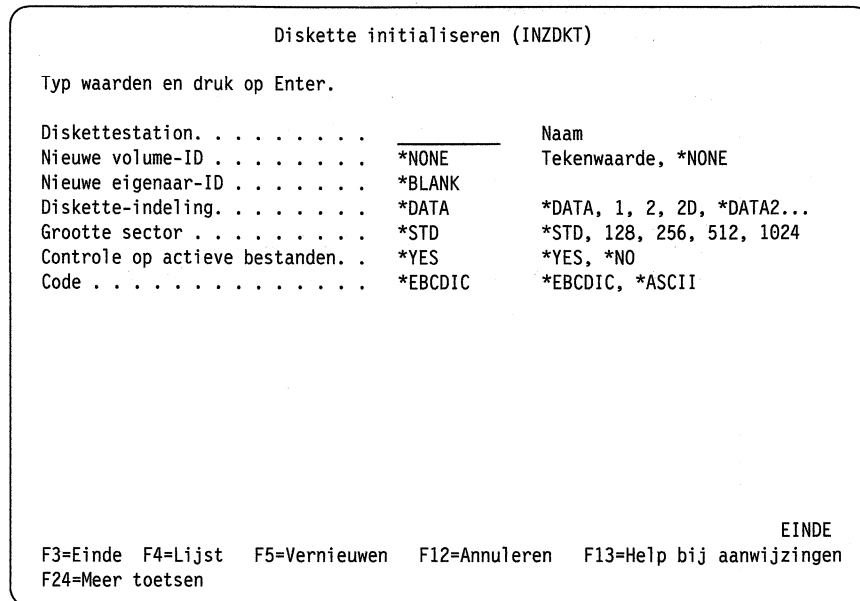 Diskette initialiseren (INZDKT)
Typ waarden en druk op Enter.
Diskettestation. . . . . . . . . ________ Naam
Nieuwe volume-ID . . . . . . . . *NONE Tekenwaarde, *NONE
Nieuwe eigenaar-ID . . . . . . . *BLANK
Diskette-indeling. . . . . . . . *DATA *DATA, 1, 2, 2D, *DATA2...
Grootte sector . . . . . . . . . *STD *STD, 128, 256, 512, 1024
Controle op actieve bestanden. . *YES *YES, *NO
Code . . . . . . . . . . . . . . *EBCDIC *EBCDIC, *ASCII
EINDE
F3=Einde F4=Lijst F5=Vernieuwen F12=Annuleren F13=Help bij aanwijzingen
F24=Meer toetsen